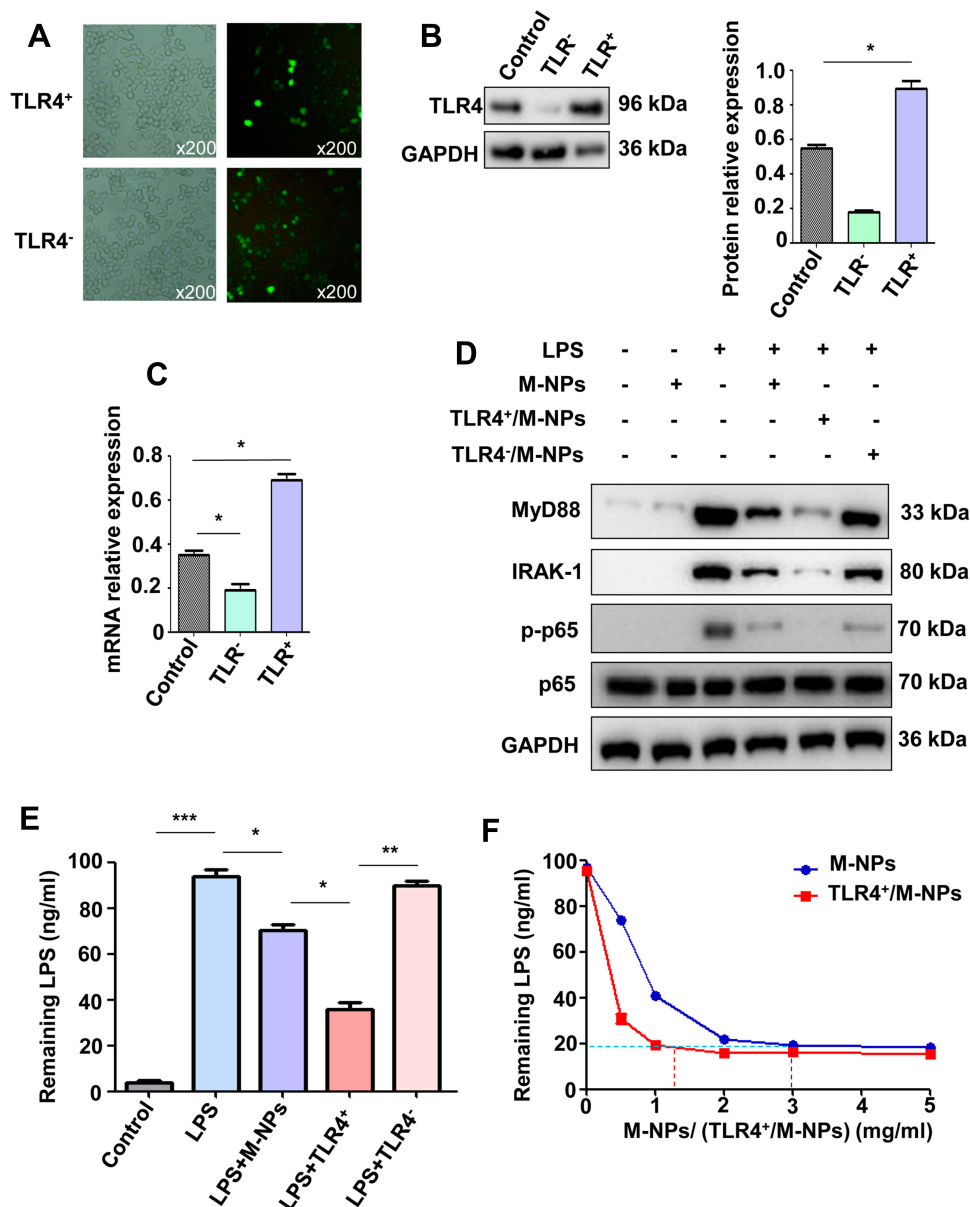 A
TLR4+
x200
x200
TLR4-
x200
x200
B
Control
TLR-
TLR+
TLR4
96 kDa
GAPDH
36 kDa
Protein relative expression
1.0
0.8
0.6
0.4
0.2
0
*
Control
TLR-
TLR+
C
mRNA relative expression
0.8
0.6
0.4
0.2
0
*
*
Control
TLR-
TLR+
D
LPS - - + + + +
M-NPs - + - + - -
TLR4+/M-NPs - - - - + -
TLR4-/M-NPs - - - - - +
MyD88
33 kDa
IRAK-1
80 kDa
p-p65
70 kDa
p65
70 kDa
GAPDH
36 kDa
E
Remaining LPS (ng/ml)
100
80
60
40
20
0
***
*
*
**
Control
LPS
LPS+M-NPs
LPS+TLR4+
LPS+TLR4-
F
Remaining LPS (ng/ml)
100
80
60
40
20
0
M-NPs
TLR4+/M-NPs
0 1 2 3 4 5
M-NPs/ (TLR4+/M-NPs) (mg/ml)